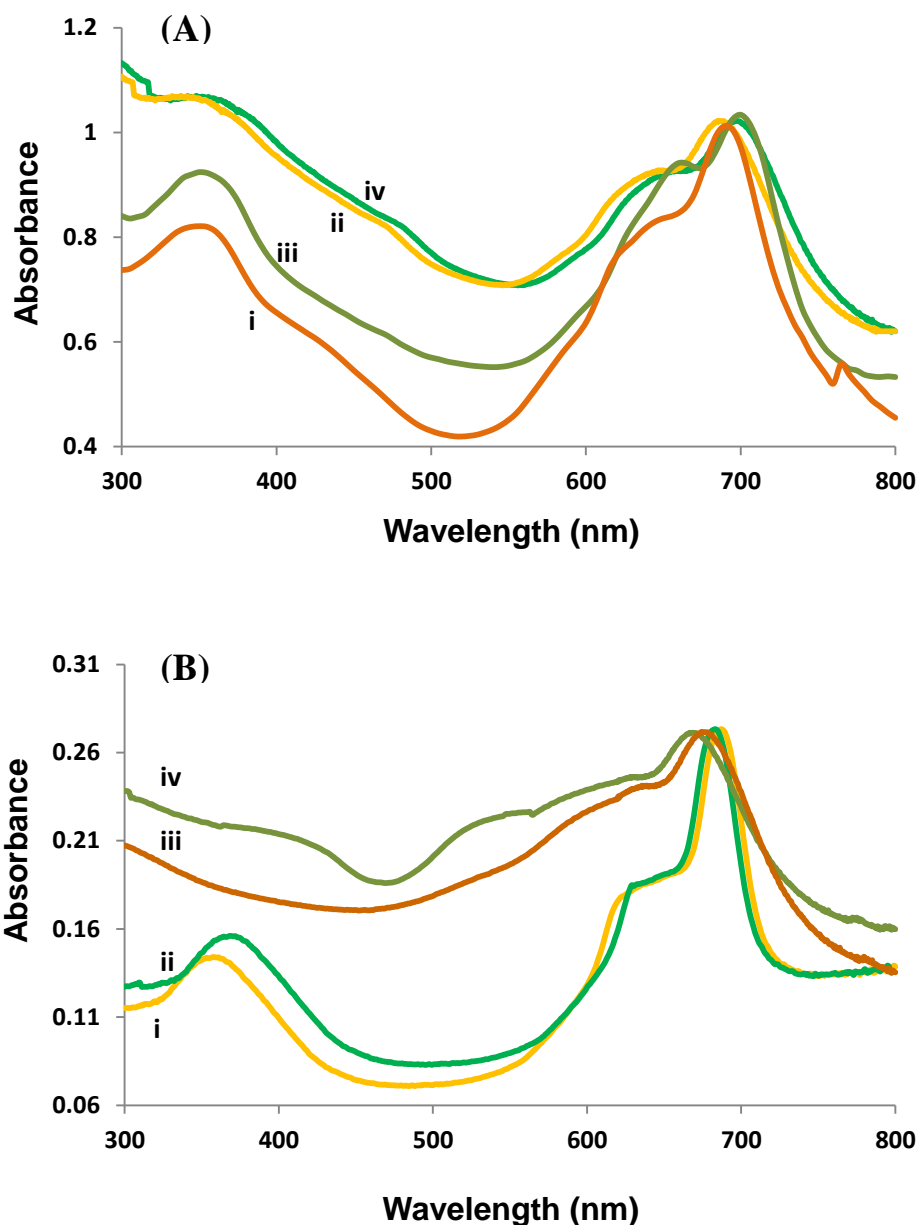 (A)
1.2
1
0.8
0.6
0.4
Absorbance
iv
ii
iii
i
300 400 500 600 700 800
Wavelength (nm)
(B)
0.31
0.26
0.21
0.16
0.11
0.06
Absorbance
iv
iii
ii
i
300 400 500 600 700 800
Wavelength (nm)